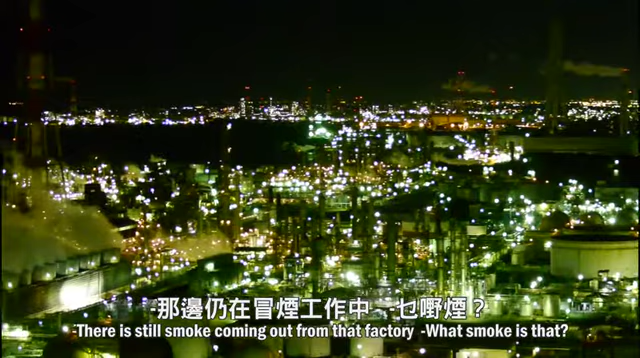 -那邊仍在冒煙工作中 -乜嘢煙？
-There is still smoke coming out from that factory -What smoke is that?